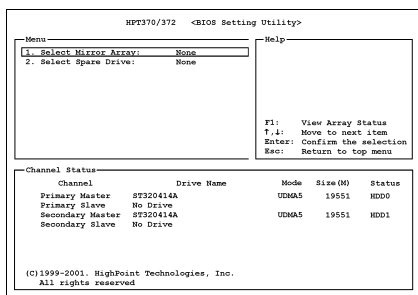 HPT370/372 <BIOS Setting Utility>
Menu
1. Select Mirror Array: None
2. Select Spare Drive: None
Help
F1: View Array Status
↑,↓: Move to next item
Enter: Confirm the selection
Esc: Return to top menu
Channel Status
Channel Drive Name Mode Size(M) Status
Primary Master ST320414A UDMA5 19551 HDD0
Primary Slave No Drive
Secondary Master ST320414A UDMA5 19551 HDD1
Secondary Slave No Drive
(C)1999-2001. HighPoint Technologies, Inc.
All rights reserved